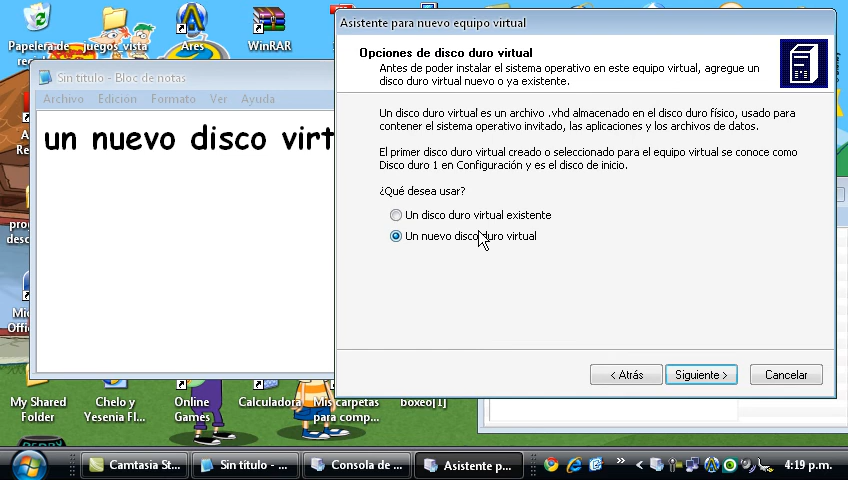 Papelera de
juegos vista
Ares
WinRAR
Sin título - Bloc de notas
Archivo Edición Formato Ver Ayuda
un nuevo disco virt
Asistente para nuevo equipo virtual
Opciones de disco duro virtual
Antes de poder instalar el sistema operativo en este equipo virtual, agregue un
disco duro virtual nuevo o ya existente.
Un disco duro virtual es un archivo .vhd almacenado en el disco duro físico, usado para
contener el sistema operativo invitado, las aplicaciones y los archivos de datos.
El primer disco duro virtual creado o seleccionado para el equipo virtual se conoce como
Disco duro 1 en Configuración y es el disco de inicio.
¿Qué desea usar?
Un disco duro virtual existente
Un nuevo disco duro virtual
< Atrás
Siguiente >
Cancelar
My Shared
Folder
Chelo y
Yesenia Fl...
Online
Games
Calculadora
Mis carpetas
para comp...
boxeo[1]
Camtasia St...
Sin título - ...
Consola de ...
Asistente p...
4:19 p.m.